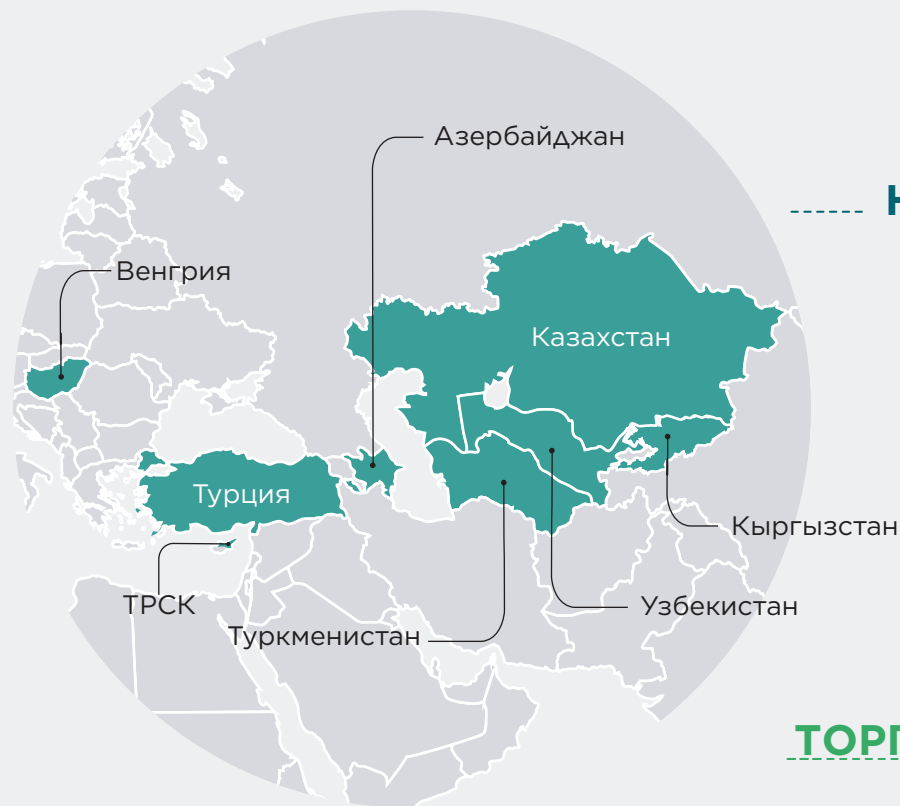 Азербайджан
Венгрия
Казахстан
Турция
Кыргызстан
ТРСК
Узбекистан
Туркменистан